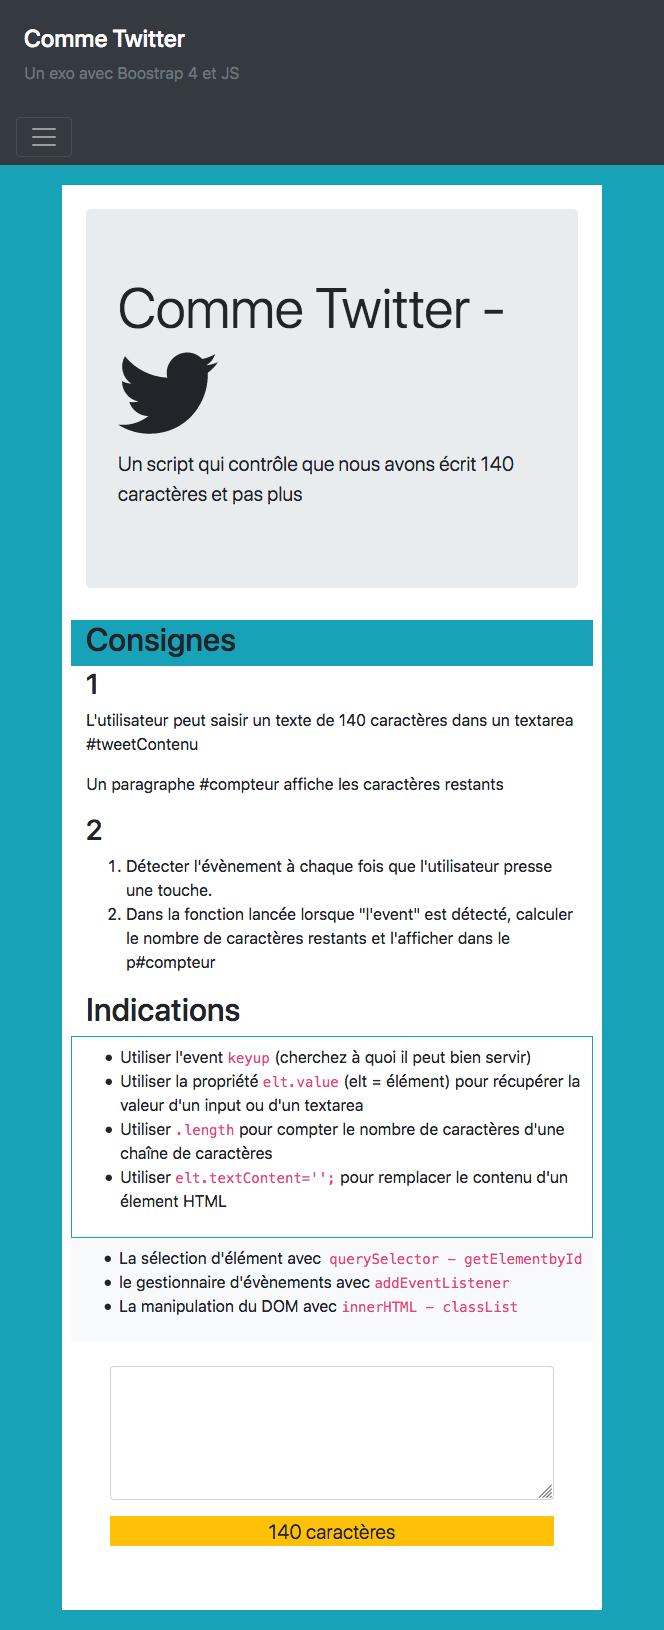 Comme Twitter
Un exo avec Boostrap 4 et JS
Comme Twitter -
Un script qui contrôle que nous avons écrit 140
caractères et pas plus
Consignes
1
L'utilisateur peut saisir un texte de 140 caractères dans un textarea
#tweetContenu
Un paragraphe #compteur affiche les caractères restants
2
1. Détecter l'évènement à chaque fois que l'utilisateur presse
une touche.
2. Dans la fonction lancée lorsque "l'event" est détecté, calculer
le nombre de caractères restants et l'afficher dans le
p#compteur
Indications
• Utiliser l'event keyup (cherchez à quoi il peut bien servir)
• Utiliser la propriété elt.value (elt = élément) pour récupérer la
valeur d'un input ou d'un textarea
• Utiliser .length pour compter le nombre de caractères d'une
chaîne de caractères
• Utiliser elt.textContent=''; pour remplacer le contenu d'un
élement HTML
• La sélection d'élément avec querySelector – getElementbyId
• le gestionnaire d'évènements avec addEventListener
• La manipulation du DOM avec innerHTML – classList
140 caractères